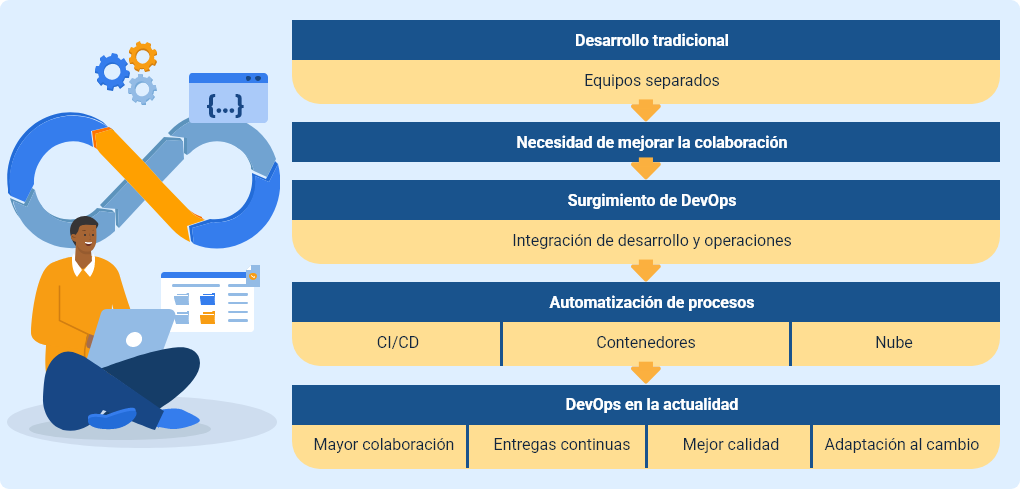 {...}
Desarrollo tradicional
Equipos separados
Necesidad de mejorar la colaboración
Surgimiento de DevOps
Integración de desarrollo y operaciones
Automatización de procesos
CI/CD
Contenedores
Nube
DevOps en la actualidad
Mayor colaboración
Entregas continuas
Mejor calidad
Adaptación al cambio